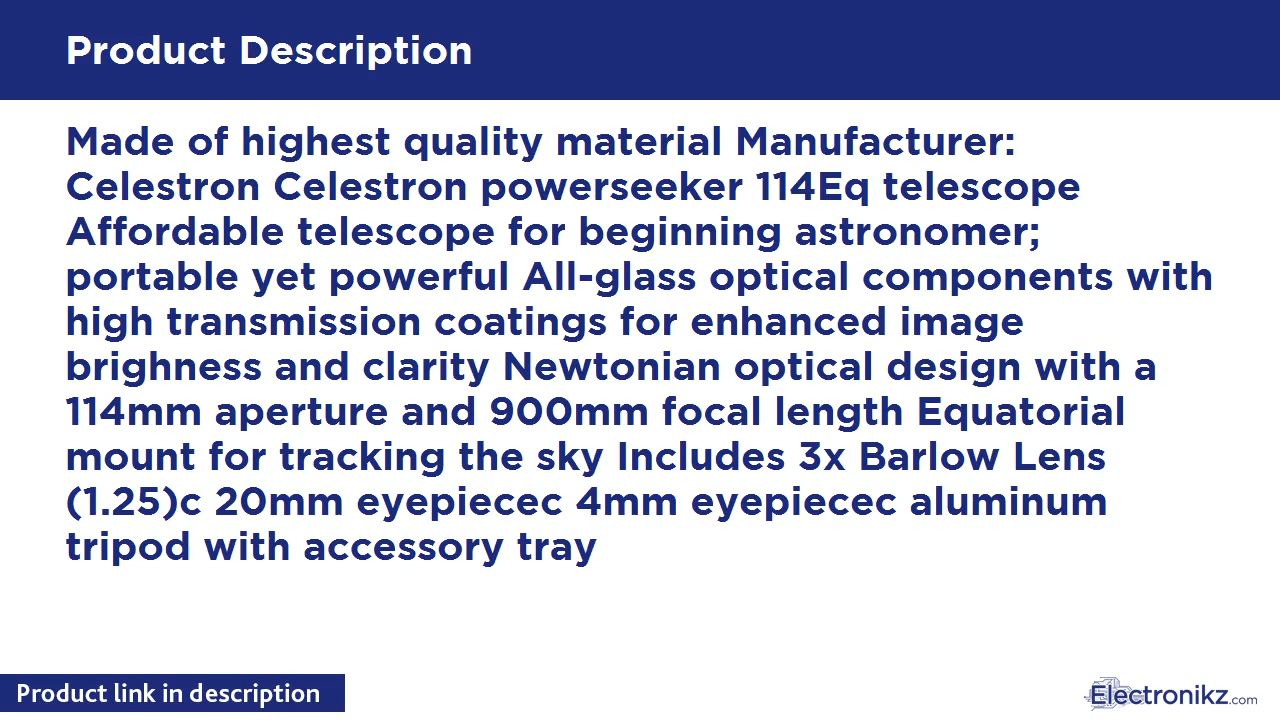 Product Description
Made of highest quality material Manufacturer:
Celestron Celestron powerseeker 114Eq telescope
Affordable telescope for beginning astronomer;
portable yet powerful All-glass optical components with
high transmission coatings for enhanced image
brighness and clarity Newtonian optical design with a
114mm aperture and 900mm focal length Equatorial
mount for tracking the sky Includes 3x Barlow Lens
(1.25)c 20mm eyepiecec 4mm eyepiecec aluminum
tripod with accessory tray
Product link in description
Electronikz.com